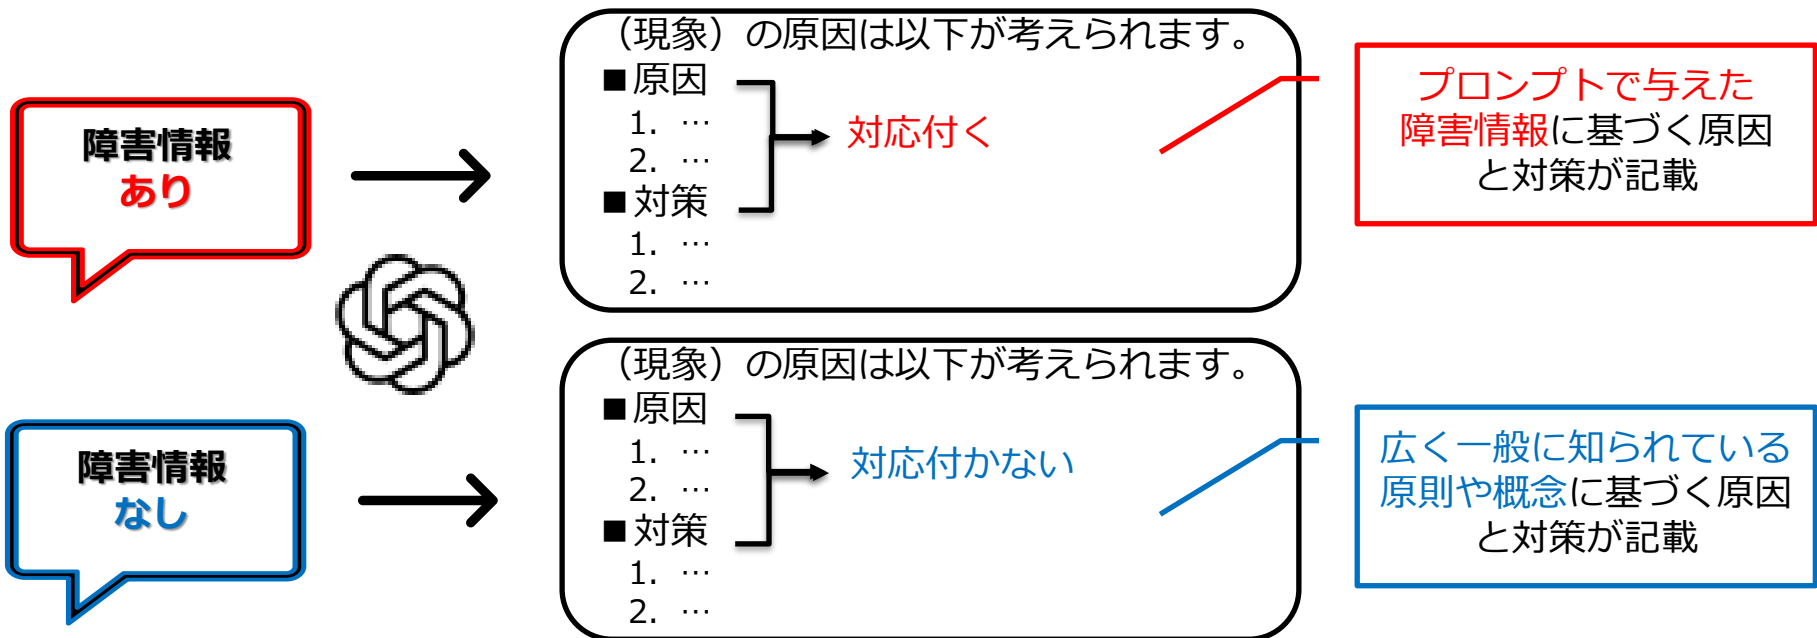 障害情報
あり
（現象）の原因は以下が考えられます。
■原因
1. …
2. …
■対策
1. …
2. …
対応付く
プロンプトで与えた
障害情報に基づく原因
と対策が記載
障害情報
なし
（現象）の原因は以下が考えられます。
■原因
1. …
2. …
■対策
1. …
2. …
対応付かない
広く一般に知られている
原則や概念に基づく原因
と対策が記載